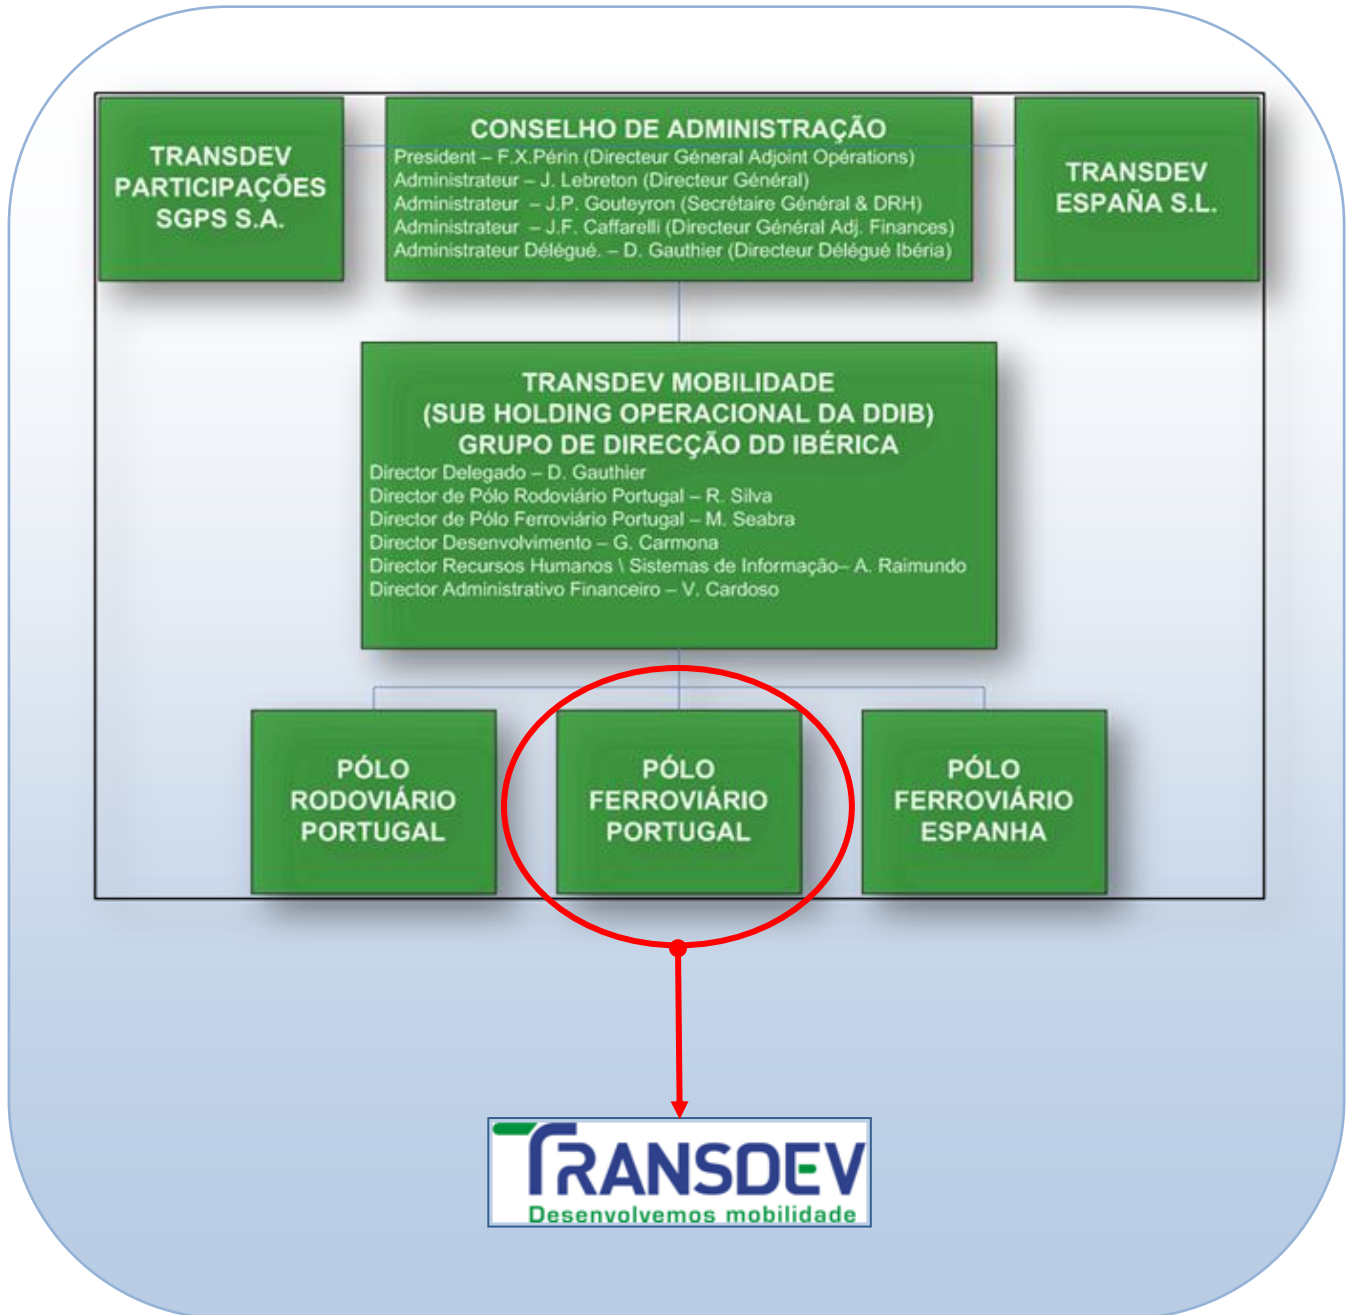 TRANSDEV
PARTICIPAÇÕES
SGPS S.A.
CONSELHO DE ADMINISTRAÇÃO
President – F.X.Périn (Directeur Géneral Adjoint Opérations)
Administrateur – J. Lebreton (Directeur Général)
Administrateur – J.P. Gouteyron (Secrétaire Général & DRH)
Administrateur – J.F. Caffarelli (Directeur Général Adj. Finances)
Administrateur Délégué. – D. Gauthier (Directeur Délégué Ibéria)
TRANSDEV
ESPAÑA S.L.
TRANSDEV MOBILIDADE
(SUB HOLDING OPERACIONAL DA DDIB)
GRUPO DE DIRECÇÃO DD IBÉRICA
Director Delegado – D. Gauthier
Director de Pólo Rodoviário Portugal – R. Silva
Director de Pólo Ferroviário Portugal – M. Seabra
Director Desenvolvimento – G. Carmona
Director Recursos Humanos \ Sistemas de Informação– A. Raimundo
Director Administrativo Financeiro – V. Cardoso
PÓLO
RODOVIÁRIO
PORTUGAL
PÓLO
FERROVIÁRIO
PORTUGAL
PÓLO
FERROVIÁRIO
ESPANHA
TRANSDEV
Desenvolvemos mobilidade